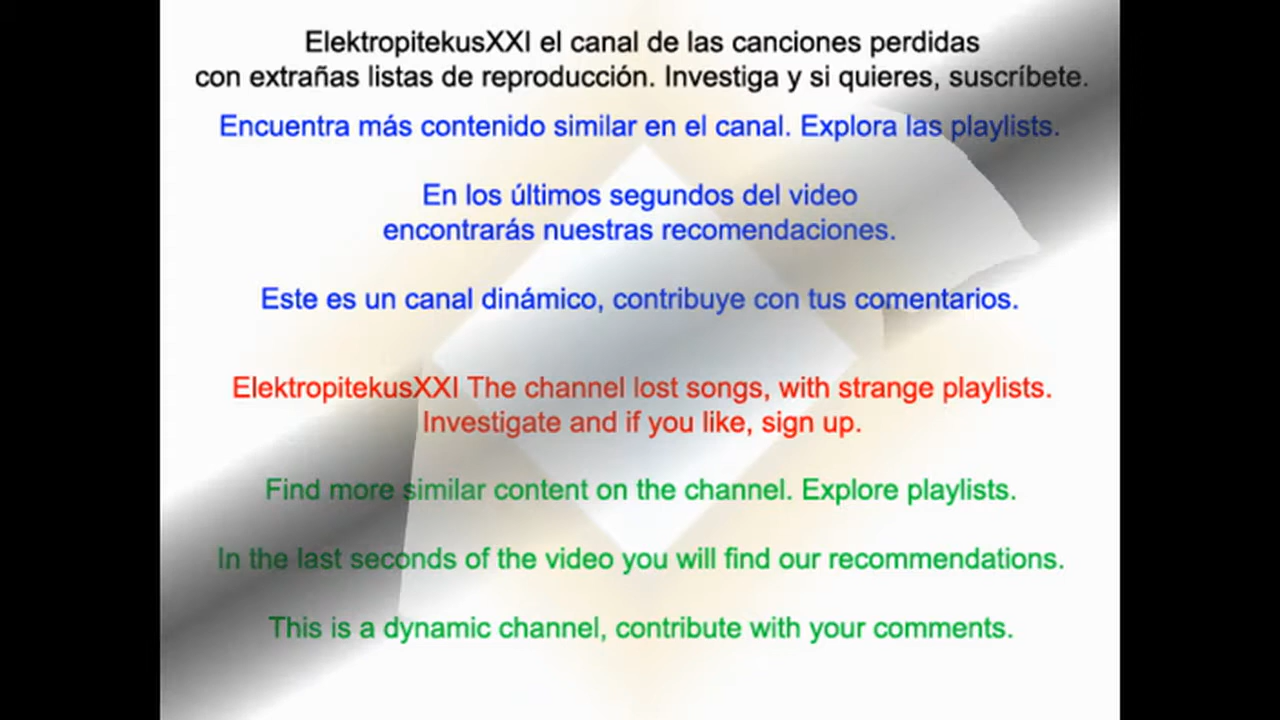 ElektropitekusXXI el canal de las canciones perdidas
con extrañas listas de reproducción. Investiga y si quieres, suscríbete.
Encuentra más contenido similar en el canal. Explora las playlists.
En los últimos segundos del video
encontrarás nuestras recomendaciones.
Este es un canal dinámico, contribuye con tus comentarios.
ElektropitekusXXI The channel lost songs, with strange playlists.
Investigate and if you like, sign up.
Find more similar content on the channel. Explore playlists.
In the last seconds of the video you will find our recommendations.
This is a dynamic channel, contribute with your comments.